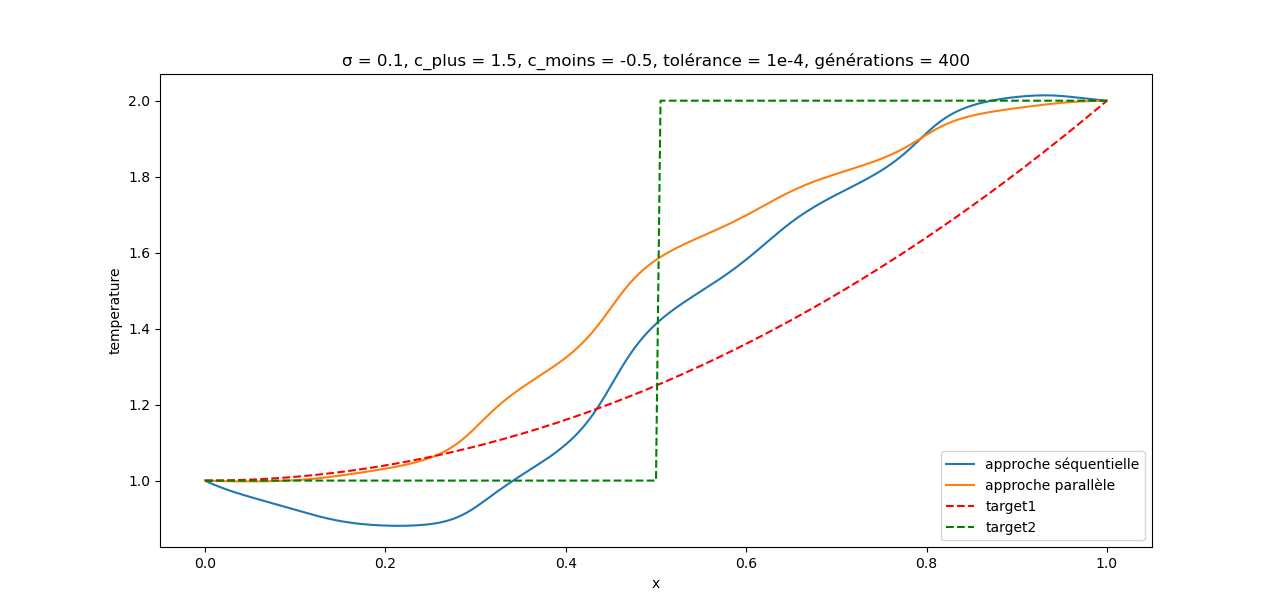 σ = 0.1, c_plus = 1.5, c_moins = -0.5, tolérance = 1e-4, générations = 400
2.0
1.8
1.6
1.4
1.2
1.0
temperature
0.0 0.2 0.4 0.6 0.8 1.0
x
approche séquentielle
approche parallèle
target1
target2